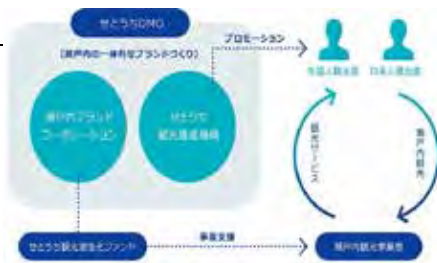 せとうちDMO
(瀬戸内の一体的なブランドづくり)
プロモーション
外国人観光客
日本人観光客
瀬戸内ブランド
コーポレーション
せとうち
観光推進機構
観光サービス
瀬戸内観光
せとうち観光活性化ファンド
事業支援
瀬戸内観光事業者